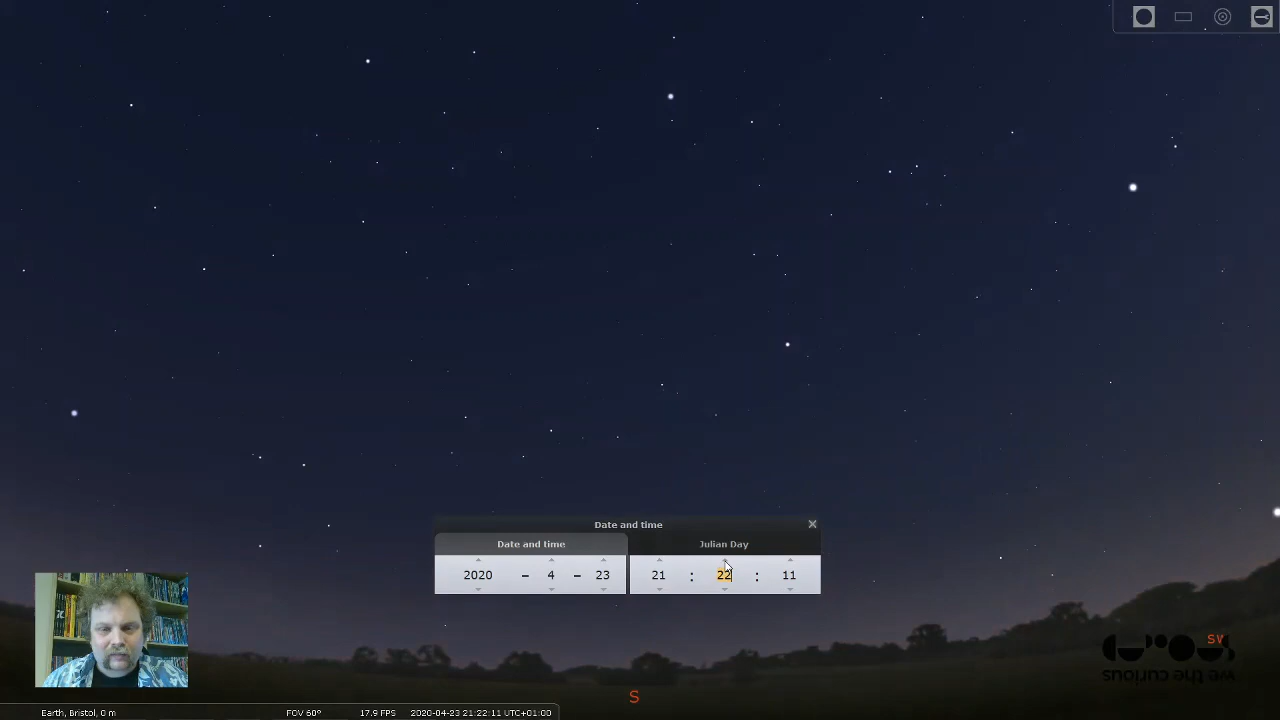 Date and time
Date and time
Julian Day
2020 - 4 - 23
21 : 22 : 11
SW
we the curious
S
Earth, Bristol, 0 m
FOV 60°
17.9 FPS
2020-04-23 21:22:11 UTC+01:00